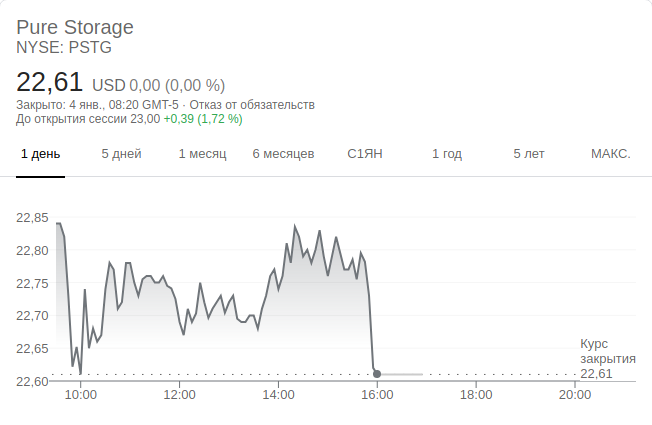 Pure Storage
NYSE: PSTG
22,61 USD 0,00 (0,00 %)
Закрыто: 4 янв., 08:20 GMT-5 · Отказ от обязательств
До открытия сессии 23,00 +0,39 (1,72 %)
1 день 5 дней 1 месяц 6 месяцев С1ЯН 1 год 5 лет МАКС.
22,85
22,80
22,75
22,70
22,65
22,60
Курс
закрытия
22,61
10:00 12:00 14:00 16:00 18:00 20:00